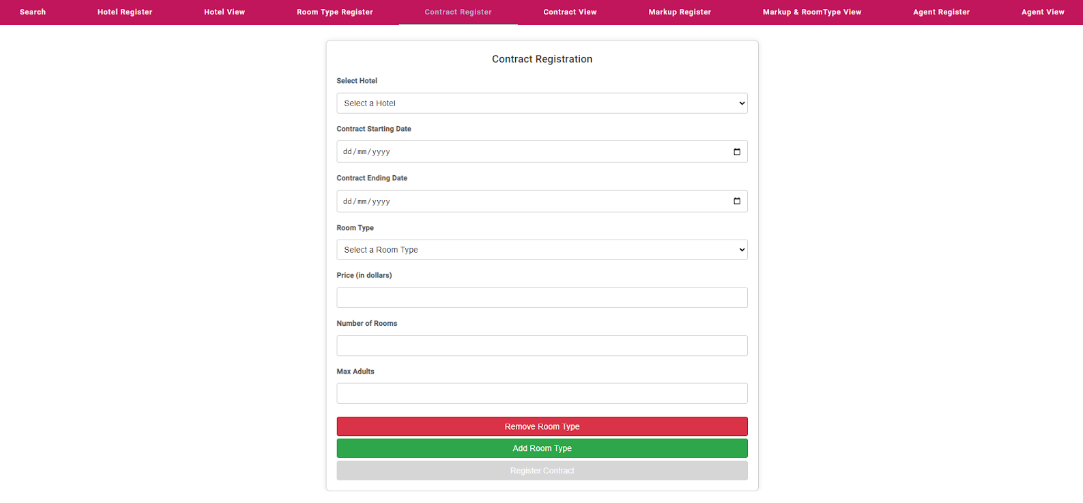 Search Hotel Register Hotel View Room Type Register Contract Register Contract View Markup Register Markup & RoomType View Agent Register Agent View
Contract Registration
Select Hotel
Select a Hotel
Contract Starting Date
dd/mm/yyyy
Contract Ending Date
dd/mm/yyyy
Room Type
Select a Room Type
Price (in dollars)
Number of Rooms
Max Adults
Remove Room Type
Add Room Type
Register Contract